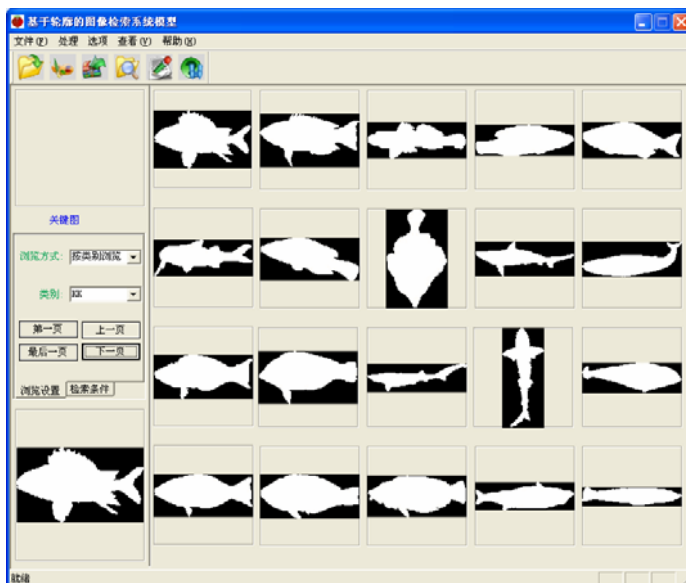 基于轮廓的图像检索系统模型
文件(F) 处理 选项 查看(V) 帮助(H)
关键图
浏览方式: 按类别浏览
类别: KK
第一页 上一页
最后一页 下一页
浏览设置 检索条件
就绪